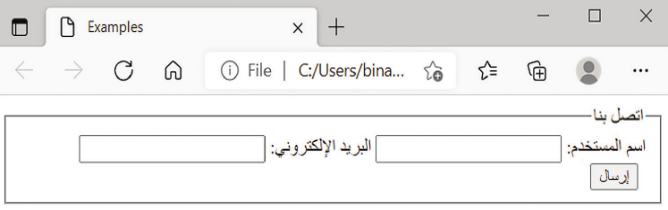 Examples
File | C:/Users/bina...
اتصل بنا
اسم المستخدم: البريد الإلكتروني:
إرسال